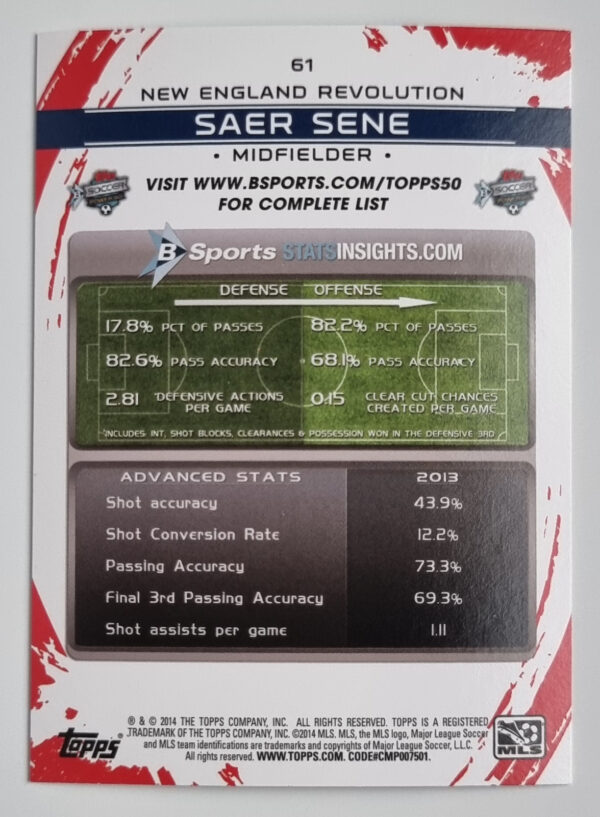 61
NEW ENGLAND REVOLUTION
SAER SENE
• MIDFIELDER •
VISIT WWW.BSPORTS.COM/TOPPS50
FOR COMPLETE LIST
SOCCER
SOCCER
B Sports STATSINSIGHTS.COM
DEFENSE OFFENSE
17.8% PCT OF PASSES 82.2% PCT OF PASSES
82.6% PASS ACCURACY 68.1% PASS ACCURACY
2.81 *DEFENSIVE ACTIONS PER GAME 0.15 CLEAR CUT CHANCES CREATED PER GAME
*INCLUDES INT, SHOT BLOCKS, CLEARANCES & POSSESSION WON IN THE DEFENSIVE 3RD
ADVANCED STATS 2013
Shot accuracy 43.9%
Shot Conversion Rate 12.2%
Passing Accuracy 73.3%
Final 3rd Passing Accuracy 69.3%
Shot assists per game 1.11
® & © 2014 THE TOPPS COMPANY, INC. ALL RIGHTS RESERVED. TOPPS IS A REGISTERED
TRADEMARK OF THE TOPPS COMPANY, INC. ©2014 MLS. MLS, the MLS logo, Major League Soccer
and MLS team identifications are trademarks and copyrights of Major League Soccer, L.L.C.
All rights reserved. WWW.TOPPS.COM. CODE#CMP007501.
topps
MLS